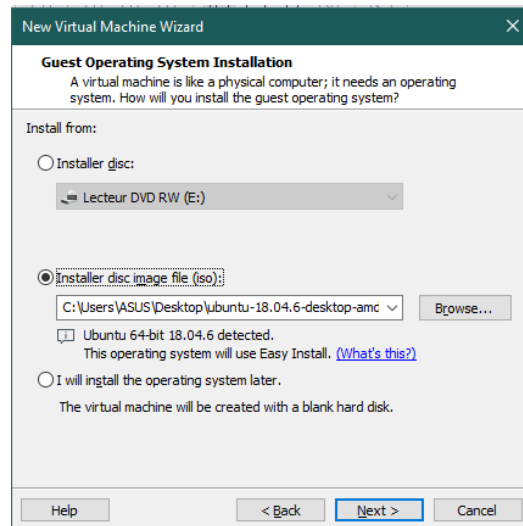 New Virtual Machine Wizard
Guest Operating System Installation
A virtual machine is like a physical computer; it needs an operating
system. How will you install the guest operating system?
Install from:
Installer disc:
Lecteur DVD RW (E:)
Installer disc image file (iso):
C:\Users\ASUS\Desktop\ubuntu-18.04.6-desktop-amd
Browse...
Ubuntu 64-bit 18.04.6 detected.
This operating system will use Easy Install. (What's this?)
I will install the operating system later.
The virtual machine will be created with a blank hard disk.
Help
< Back
Next >
Cancel